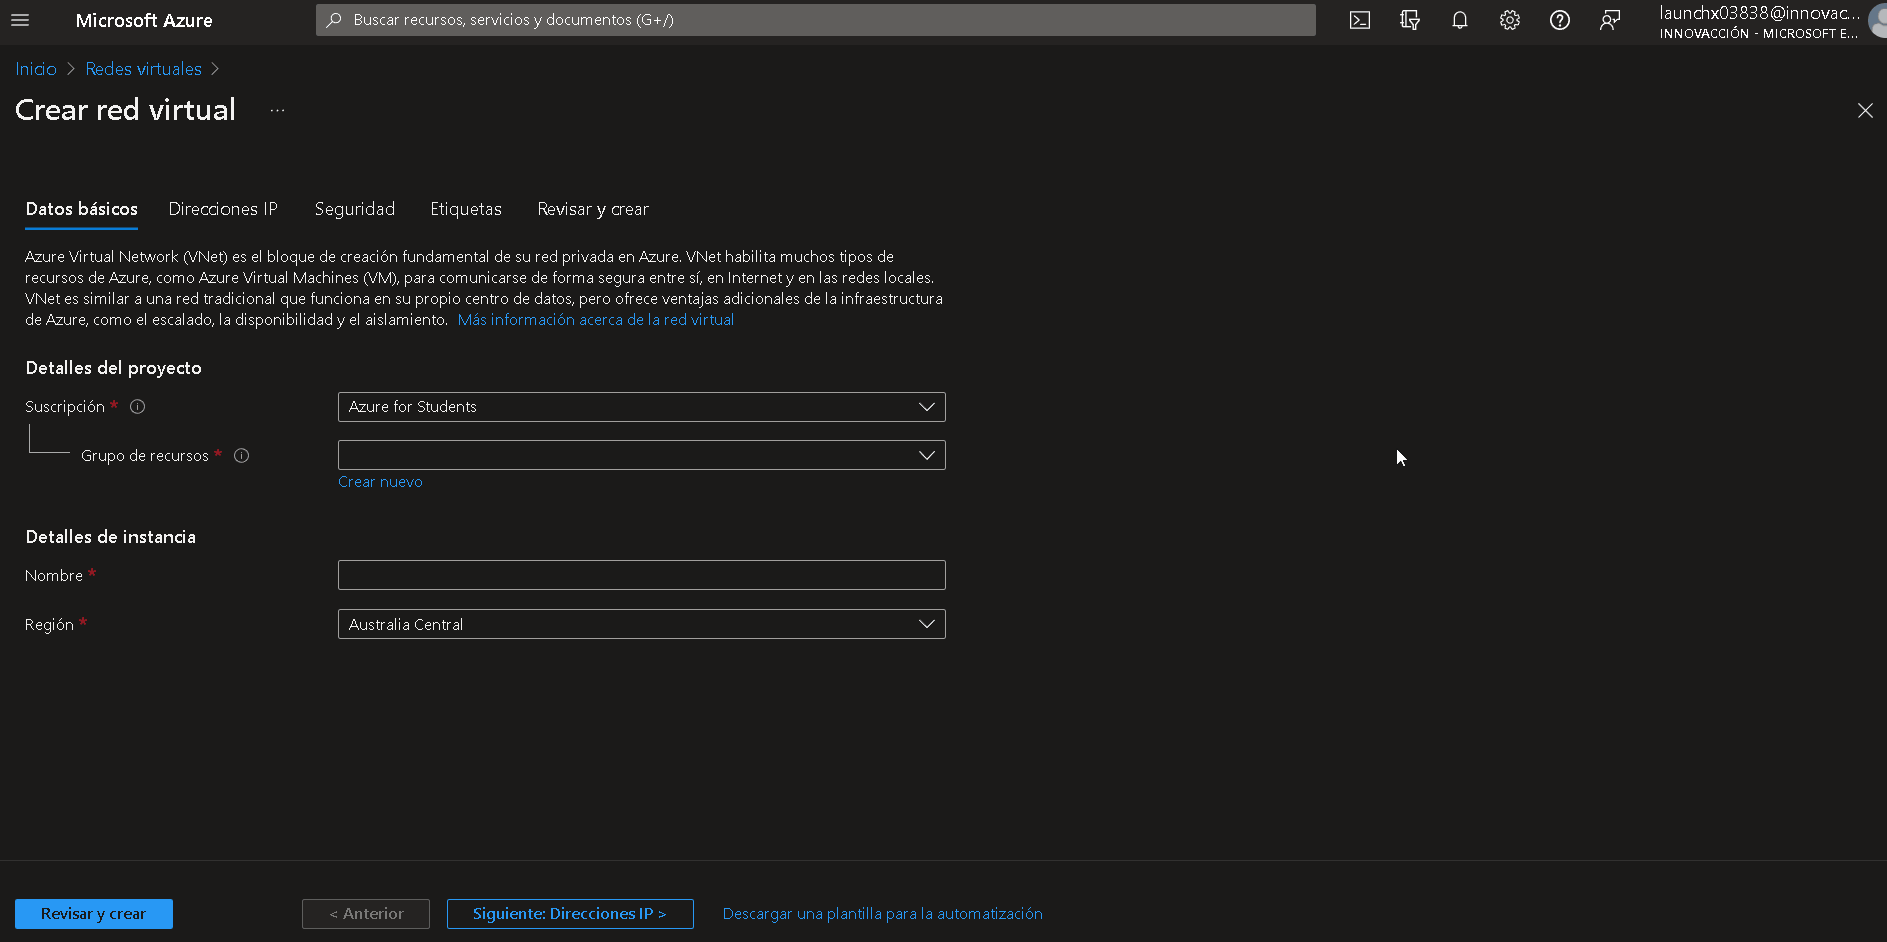 Microsoft Azure
Buscar recursos, servicios y documentos (G+/)
launchx03838@innovac...
INNOVACCIÓN - MICROSOFT E...
Inicio > Redes virtuales >
Crear red virtual ...
Datos básicos Direcciones IP Seguridad Etiquetas Revisar y crear
Azure Virtual Network (VNet) es el bloque de creación fundamental de su red privada en Azure. VNet habilita muchos tipos de
recursos de Azure, como Azure Virtual Machines (VM), para comunicarse de forma segura entre sí, en Internet y en las redes locales.
VNet es similar a una red tradicional que funciona en su propio centro de datos, pero ofrece ventajas adicionales de la infraestructura
de Azure, como el escalado, la disponibilidad y el aislamiento. Más información acerca de la red virtual
Detalles del proyecto
Suscripción *
Azure for Students
Grupo de recursos *
Crear nuevo
Detalles de instancia
Nombre *
Región *
Australia Central
Revisar y crear
< Anterior
Siguiente: Direcciones IP >
Descargar una plantilla para la automatización